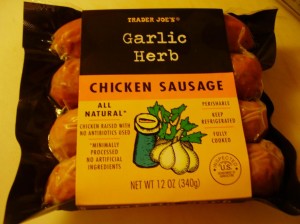 TRADER JOE'S®
Garlic
Herb
CHICKEN SAUSAGE
ALL
NATURAL*
CHICKEN RAISED WITH
NO ANTIBIOTICS USED
*MINIMALLY
PROCESSED
NO ARTIFICIAL
INGREDIENTS
PERISHABLE
KEEP
REFRIGERATED
FULLY
COOKED
U.S.
NET WT 12 OZ (340g)